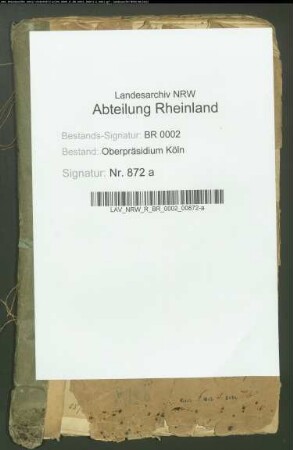 Landesarchiv NRW
Abteilung Rheinland
Bestands-Signatur: BR 0002
Bestand: Oberpräsidium Köln
Signatur: Nr. 872 a
LAV_NRW_R_BR_0002_00872-a